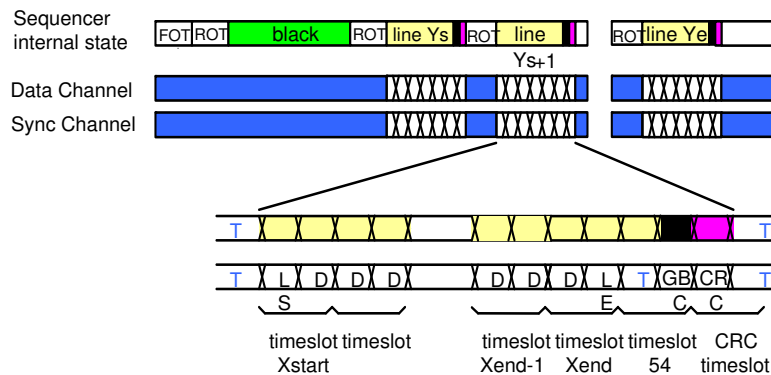 Sequencer
internal state
FOT ROT black ROT line Ys ROT line ROT line Ye
Ys+1
Data Channel
Sync Channel
T T
T L D D D D D D L T GB CR T
S E C C
timeslot timeslot timeslot timeslot timeslot CRC
Xstart Xend-1 Xend 54 timeslot